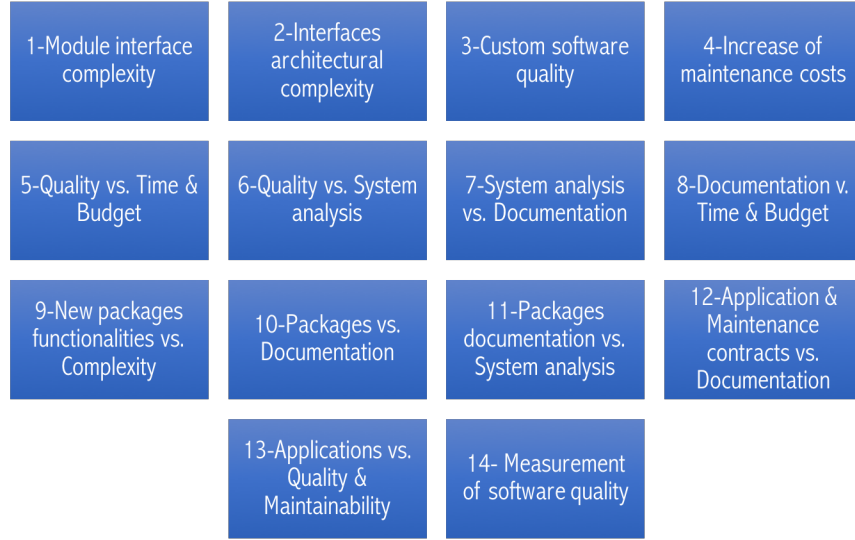 1-Module interface
complexity
2-Interfaces
architectural
complexity
3-Custom software
quality
4-Increase of
maintenance costs
5-Quality vs. Time &
Budget
6-Quality vs. System
analysis
7-System analysis
vs. Documentation
8-Documentation v.
Time & Budget
9-New packages
functionalities vs.
Complexity
10-Packages vs.
Documentation
11-Packages
documentation vs.
System analysis
12-Application &
Maintenance
contracts vs.
Documentation
13-Applications vs.
Quality &
Maintainability
14- Measurement
of software quality